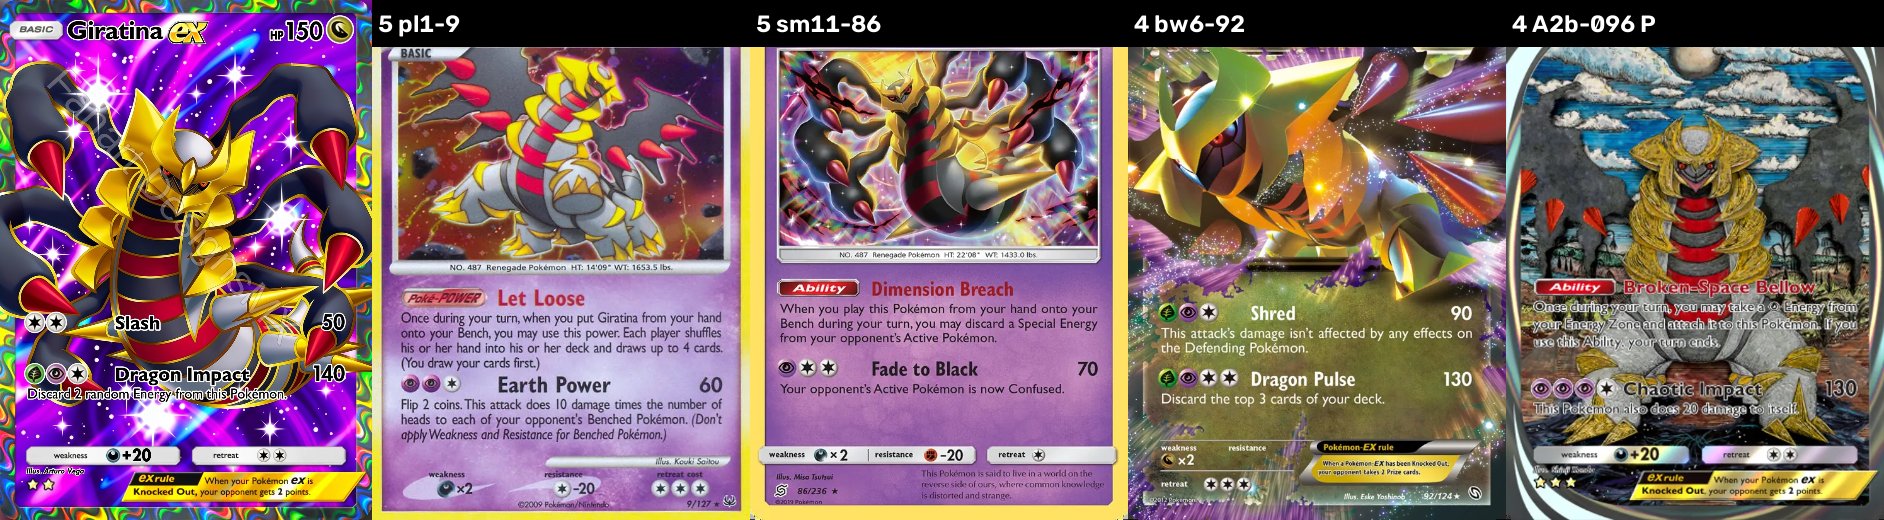 BASIC Giratina ex HP 150
Slash 50
Dragon Impact 140
Discard 2 random Energy from this Pokémon.
weakness +20 retreat
Illus. Arturo Vega
ex rule When your Pokémon ex is
Knocked Out, your opponent gets 2 points.
5 pl1-9
BASIC
NO. 487 Renegade Pokémon HT: 14'09" WT: 1653.5 lbs.
Poké-POWER Let Loose
Once during your turn, when you put Giratina from your hand
onto your Bench, you may use this power. Each player shuffles
his or her hand into his or her deck and draws up to 4 cards.
(You draw your cards first.)
Earth Power 60
Flip 2 coins. This attack does 10 damage times the number of
heads to each of your opponent's Benched Pokémon. (Don't
apply Weakness and Resistance for Benched Pokémon.)
Illus. Kouki Saitou
weakness resistance retreat cost
×2 -20
©2009 Pokémon/Nintendo 9/127 ★
5 sm11-86
NO. 487 Renegade Pokémon HT: 22'08" WT: 1433.0 lbs.
Ability Dimension Breach
When you play this Pokémon from your hand onto your
Bench during your turn, you may discard a Special Energy
from your opponent's Active Pokémon.
Fade to Black 70
Your opponent's Active Pokémon is now Confused.
weakness ×2 resistance -20 retreat
Illus. Misa Tsutsui
86/236 ★
©2019 Pokémon
This Pokémon is said to live in a world on the
reverse side of ours, where common knowledge
is distorted and strange.
4 bw6-92
Shred 90
This attack's damage isn't affected by any effects on
the Defending Pokémon.
Dragon Pulse 130
Discard the top 3 cards of your deck.
weakness resistance
×2
retreat
Pokémon-EX rule
When a Pokémon-EX has been Knocked Out,
your opponent takes 2 Prize cards.
©2012 Pokémon
Illus. Eske Yoshinob 92/124 ★
4 A2b-096 P
Ability Broken-Space Bellow
Once during your turn, you may take a Energy from
your Energy Zone and attach it to this Pokémon. If you
use this Ability, your turn ends.
Chaotic Impact 130
This Pokémon also does 20 damage to itself.
weakness +20 retreat
ex rule When your Pokémon ex is
Knocked Out, your opponent gets 2 points.